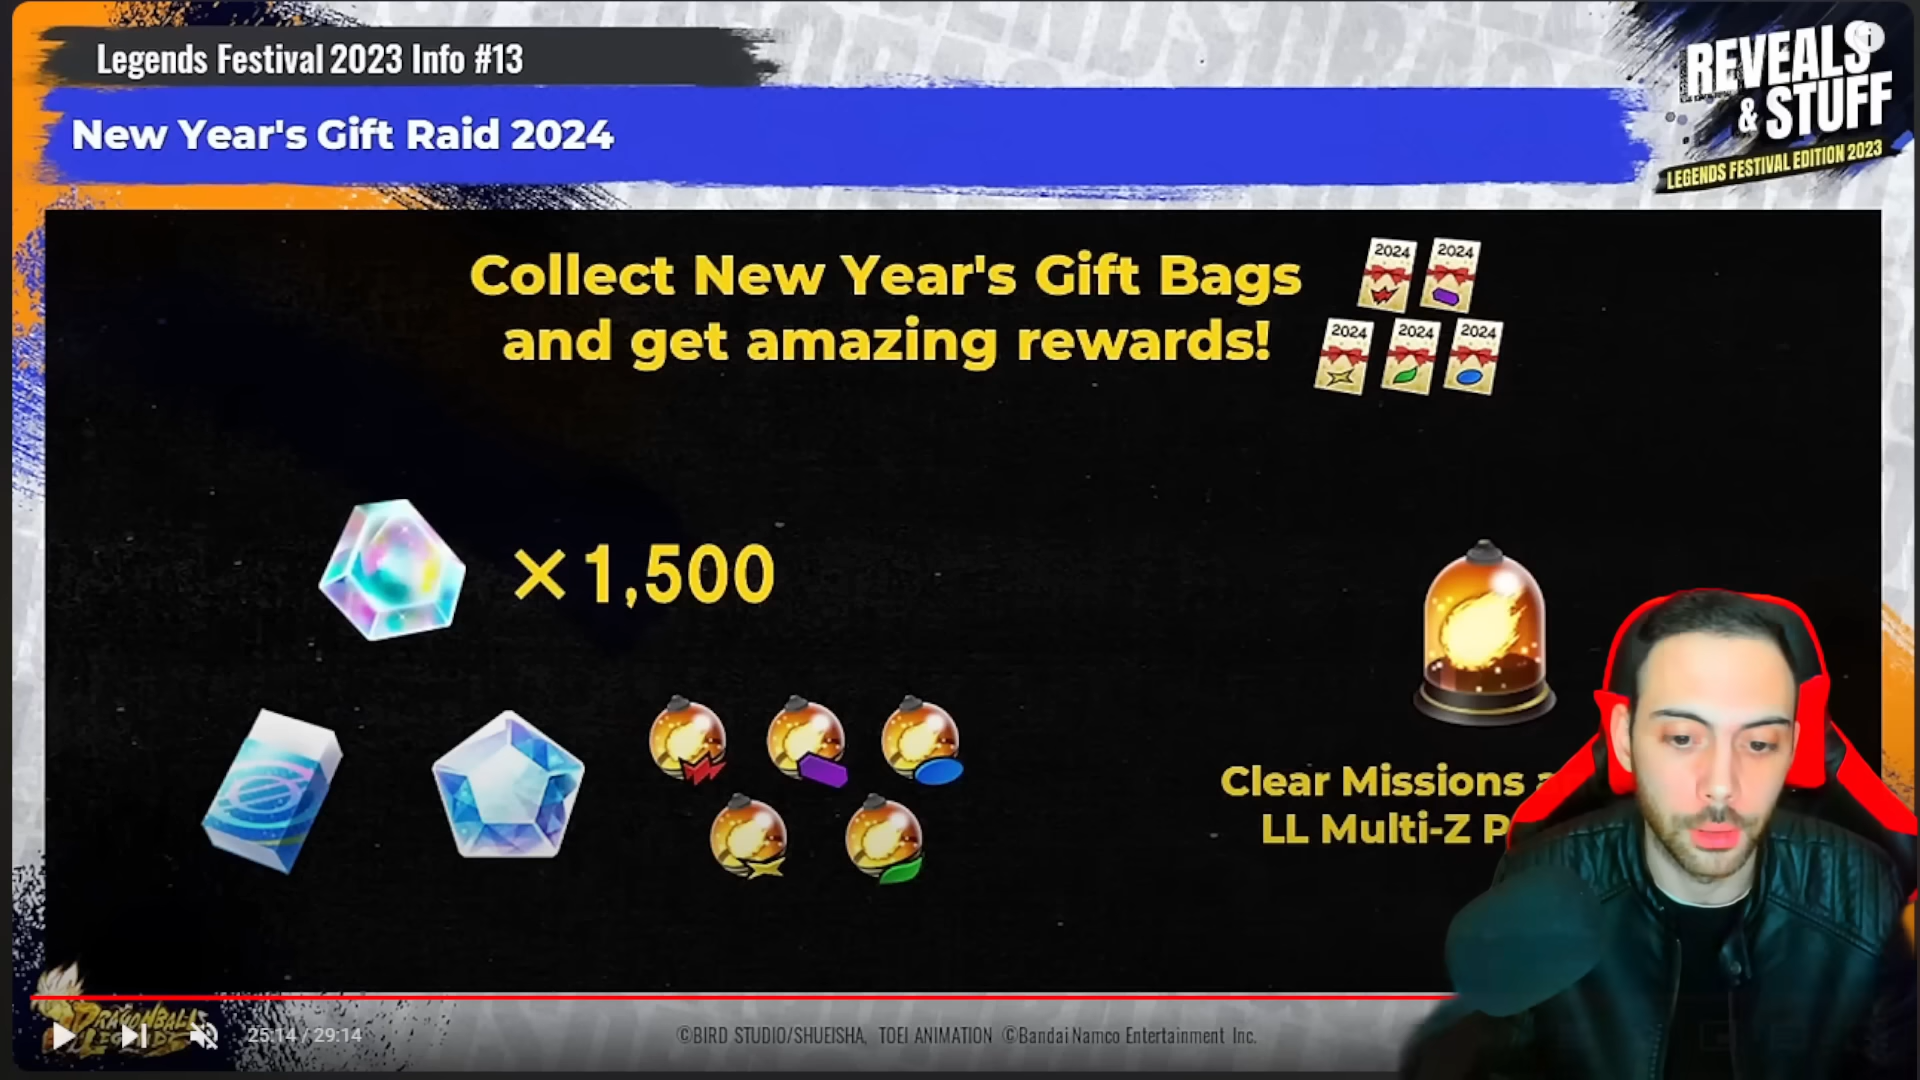 Legends Festival 2023 Info #13
REVEALS
& STUFF
LEGENDS FESTIVAL EDITION 2023
New Year's Gift Raid 2024
Collect New Year's Gift Bags
and get amazing rewards!
2024 2024
2024 2024 2024
×1,500
Clear Missions
LL Multi-Z
DRAGONBALL
LEGENDS
25:14 / 29:14
©BIRD STUDIO/SHUEISHA, TOEI ANIMATION ©Bandai Namco Entertainment Inc.